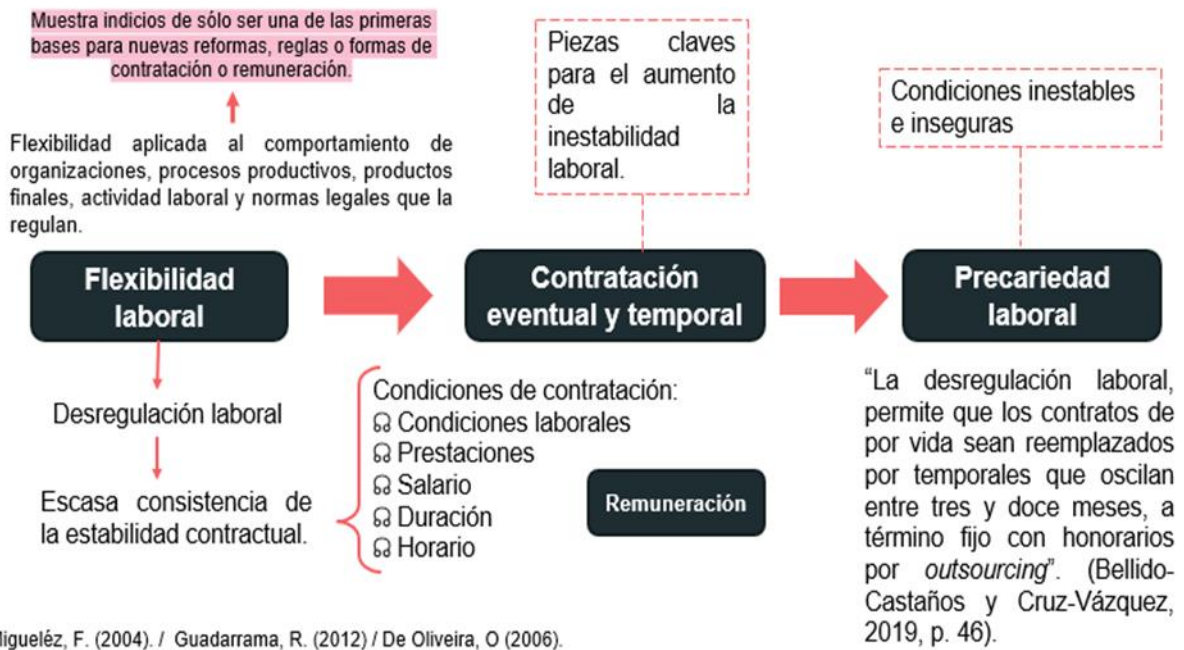 Muestra indicios de sólo ser una de las primeras
bases para nuevas reformas, reglas o formas de
contratación o remuneración.
Flexibilidad aplicada al comportamiento de
organizaciones, procesos productivos, productos
finales, actividad laboral y normas legales que la
regulan.
Piezas claves
para el aumento
de la
inestabilidad
laboral.
Condiciones inestables
e inseguras
Flexibilidad
laboral
Contratación
eventual y temporal
Precariedad
laboral
Desregulación laboral
Escasa consistencia de
la estabilidad contractual.
Condiciones de contratación:
Condiciones laborales
Prestaciones
Salario
Duración
Horario
Remuneración
“La desregulación laboral,
permite que los contratos de
por vida sean reemplazados
por temporales que oscilan
entre tres y doce meses, a
término fijo con honorarios
por outsourcing”. (Bellido-
Castaños y Cruz-Vázquez,
2019, p. 46).
Migueléz, F. (2004). / Guadarrama, R. (2012) / De Oliveira, O (2006).